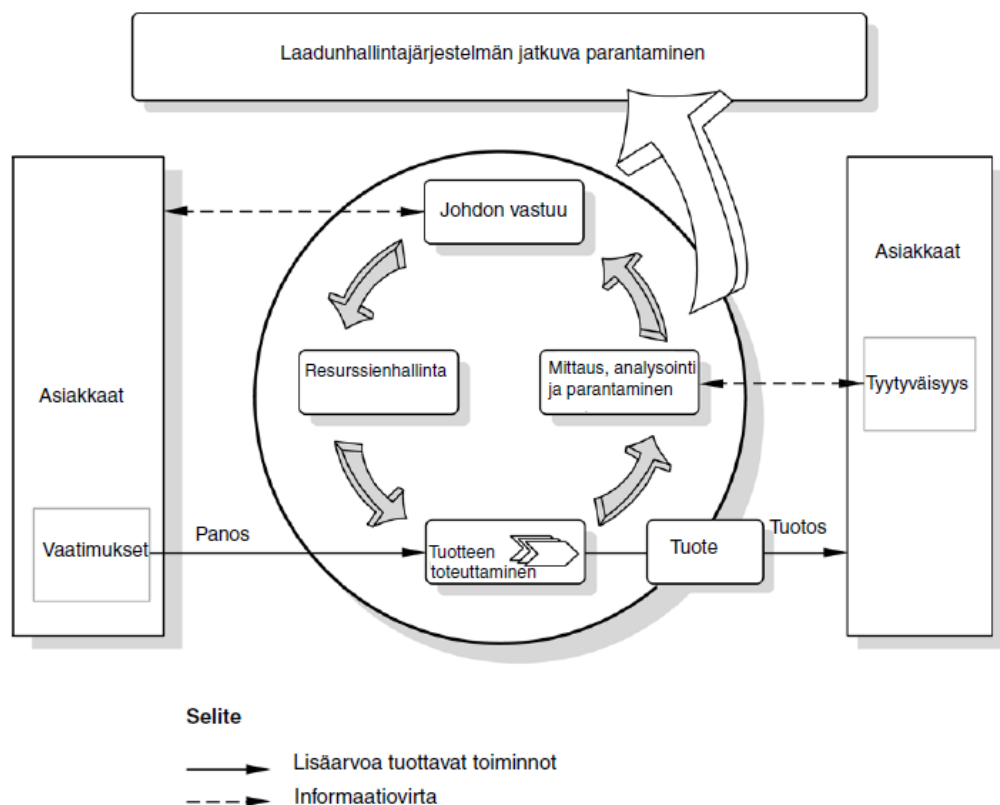 Laadunhallintajärjestelmän jatkuva parantaminen
Johdon vastuu
Asiakkaat
Resurssienhallinta
Mittaus, analysointi
ja parantaminen
Tyytyväisyys
Asiakkaat
Vaatimukset
Panos
Tuotteen
toteuttaminen
Tuote
Tuotos
Selite
Lisäarvoa tuottavat toiminnot
Informaatiovirta